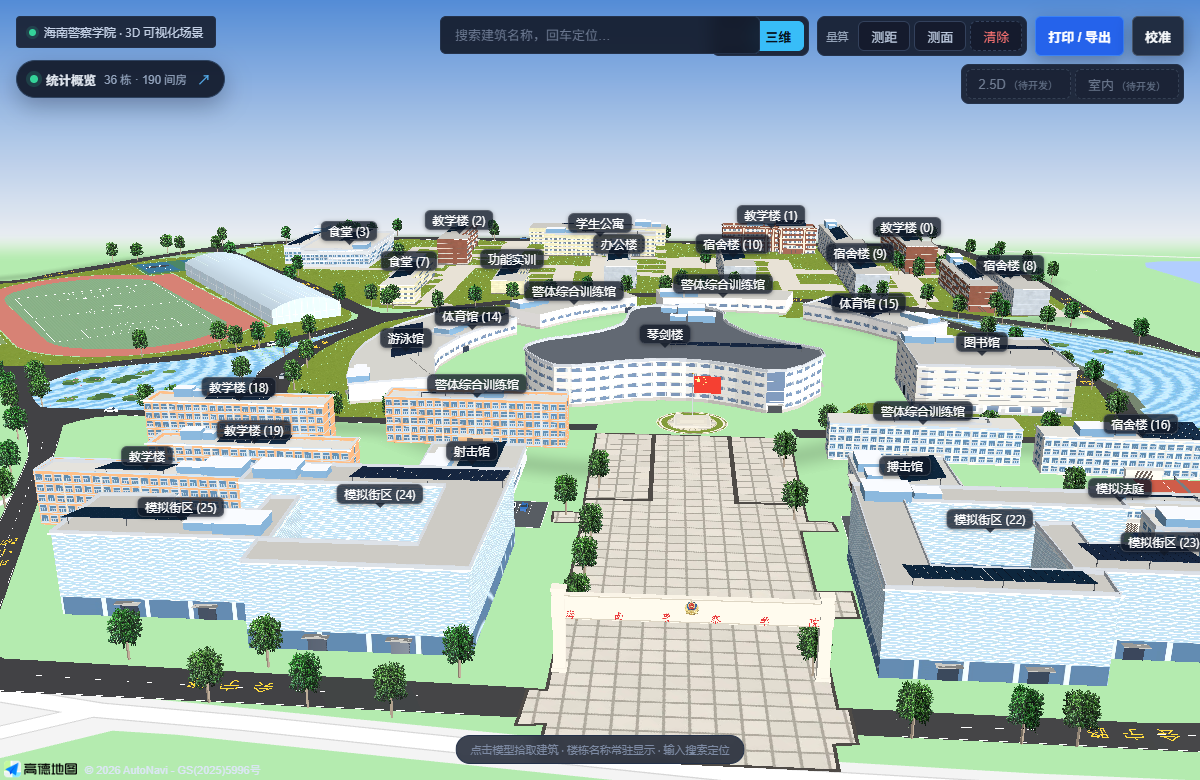 海南警察学院 · 3D 可视化场景
搜索建筑名称，回车定位...
三维
量算
测距
测面
清除
打印 / 导出
校准
统计概览 36 栋 · 190 间房 ↗
2.5D （待开发）
室内 （待开发）
教学楼 (1)
教学楼 (2)
学生公寓
教学楼 (0)
食堂 (3)
办公楼
宿舍楼 (10)
宿舍楼 (9)
食堂 (7)
功能实训
宿舍楼 (8)
警体综合训练馆
警体综合训练馆
体育馆 (14)
体育馆 (15)
游泳馆
琴剑楼
图书馆
教学楼 (18)
警体综合训练馆
警体综合训练馆
宿舍楼 (16)
教学楼 (19)
教学楼
射击馆
搏击馆
模拟街区 (24)
模拟法庭
模拟街区 (25)
模拟街区 (22)
模拟街区 (23)
点击模型拾取建筑 · 楼栋名称常驻显示 · 输入搜索定位
高德地图
© 2026 AutoNavi · GS(2025)5996号